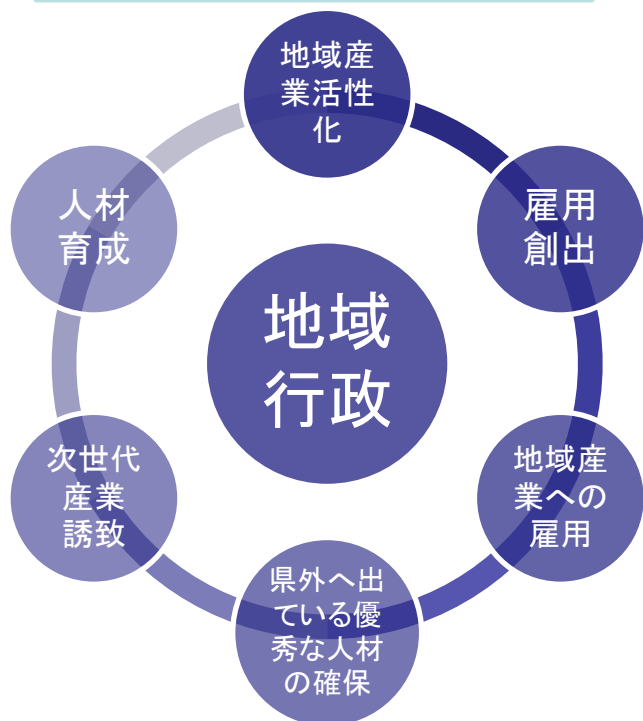 地域産
業活性
化
雇用
創出
地域産
業への
雇用
県外へ出
ている優
秀な人材
の確保
次世代
産業
誘致
人材
育成
地域
行政